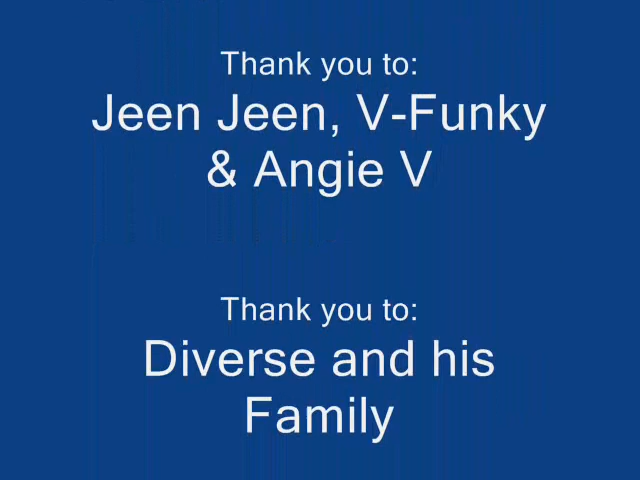 Thank you to:
Jeen Jeen, V-Funky
& Angie V
Thank you to:
Diverse and his
Family